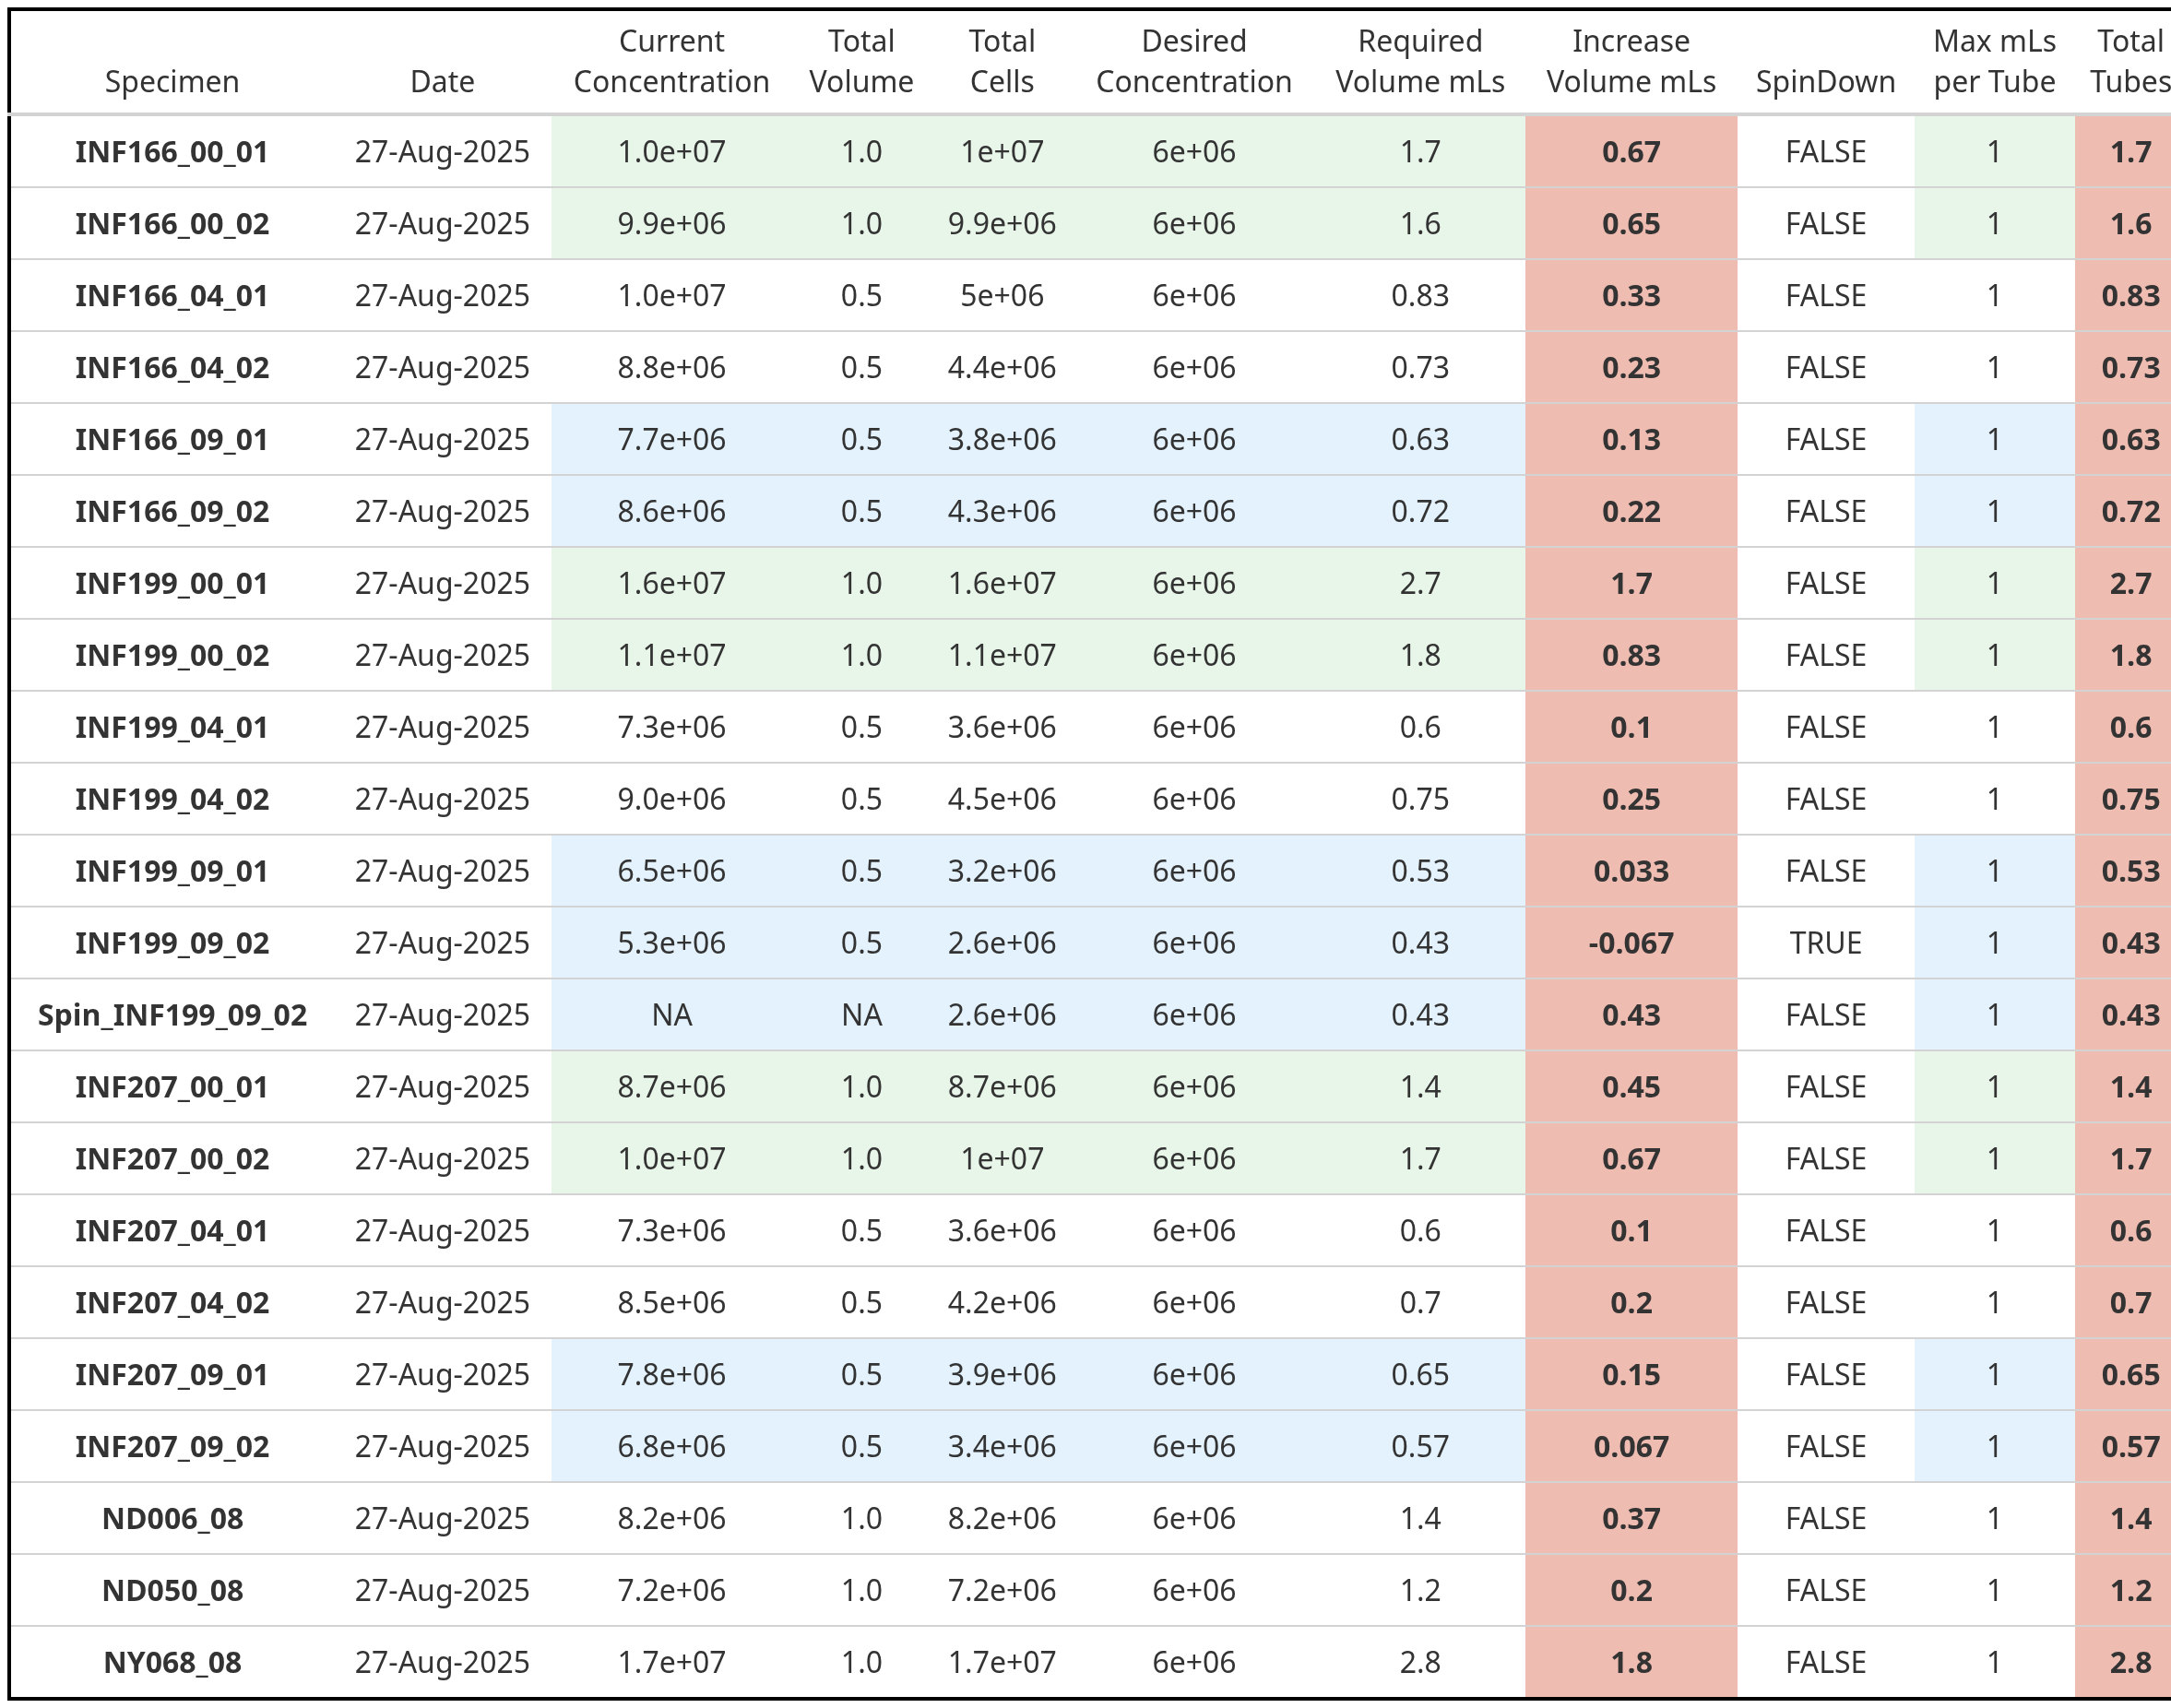 Specimen Date Current Concentration Total Volume Total Cells Desired Concentration Required Volume mLs Increase Volume mLs SpinDown Max mLs per Tube Total Tubes
INF166_00_01 27-Aug-2025 1.0e+07 1.0 1e+07 6e+06 1.7 0.67 FALSE 1 1.7
INF166_00_02 27-Aug-2025 9.9e+06 1.0 9.9e+06 6e+06 1.6 0.65 FALSE 1 1.6
INF166_04_01 27-Aug-2025 1.0e+07 0.5 5e+06 6e+06 0.83 0.33 FALSE 1 0.83
INF166_04_02 27-Aug-2025 8.8e+06 0.5 4.4e+06 6e+06 0.73 0.23 FALSE 1 0.73
INF166_09_01 27-Aug-2025 7.7e+06 0.5 3.8e+06 6e+06 0.63 0.13 FALSE 1 0.63
INF166_09_02 27-Aug-2025 8.6e+06 0.5 4.3e+06 6e+06 0.72 0.22 FALSE 1 0.72
INF199_00_01 27-Aug-2025 1.6e+07 1.0 1.6e+07 6e+06 2.7 1.7 FALSE 1 2.7
INF199_00_02 27-Aug-2025 1.1e+07 1.0 1.1e+07 6e+06 1.8 0.83 FALSE 1 1.8
INF199_04_01 27-Aug-2025 7.3e+06 0.5 3.6e+06 6e+06 0.6 0.1 FALSE 1 0.6
INF199_04_02 27-Aug-2025 9.0e+06 0.5 4.5e+06 6e+06 0.75 0.25 FALSE 1 0.75
INF199_09_01 27-Aug-2025 6.5e+06 0.5 3.2e+06 6e+06 0.53 0.033 FALSE 1 0.53
INF199_09_02 27-Aug-2025 5.3e+06 0.5 2.6e+06 6e+06 0.43 -0.067 TRUE 1 0.43
Spin_INF199_09_02 27-Aug-2025 NA NA 2.6e+06 6e+06 0.43 0.43 FALSE 1 0.43
INF207_00_01 27-Aug-2025 8.7e+06 1.0 8.7e+06 6e+06 1.4 0.45 FALSE 1 1.4
INF207_00_02 27-Aug-2025 1.0e+07 1.0 1e+07 6e+06 1.7 0.67 FALSE 1 1.7
INF207_04_01 27-Aug-2025 7.3e+06 0.5 3.6e+06 6e+06 0.6 0.1 FALSE 1 0.6
INF207_04_02 27-Aug-2025 8.5e+06 0.5 4.2e+06 6e+06 0.7 0.2 FALSE 1 0.7
INF207_09_01 27-Aug-2025 7.8e+06 0.5 3.9e+06 6e+06 0.65 0.15 FALSE 1 0.65
INF207_09_02 27-Aug-2025 6.8e+06 0.5 3.4e+06 6e+06 0.57 0.067 FALSE 1 0.57
ND006_08 27-Aug-2025 8.2e+06 1.0 8.2e+06 6e+06 1.4 0.37 FALSE 1 1.4
ND050_08 27-Aug-2025 7.2e+06 1.0 7.2e+06 6e+06 1.2 0.2 FALSE 1 1.2
NY068_08 27-Aug-2025 1.7e+07 1.0 1.7e+07 6e+06 2.8 1.8 FALSE 1 2.8